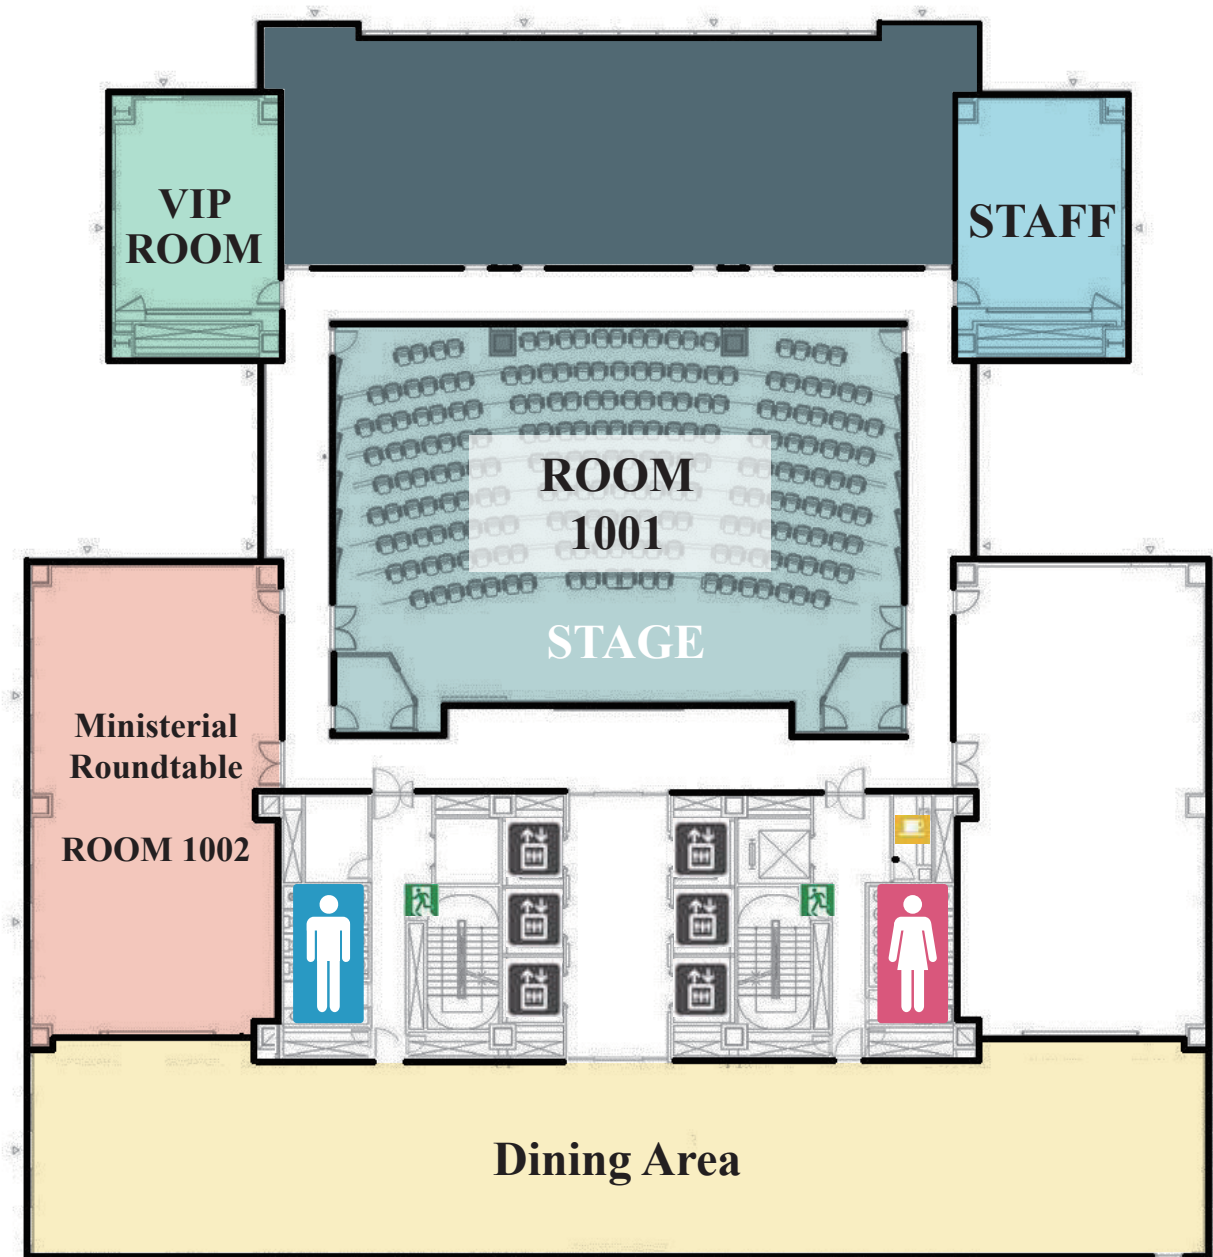 VIP
ROOM
STAFF
ROOM
1001
STAGE
Ministerial
Roundtable
ROOM 1002
Dining Area